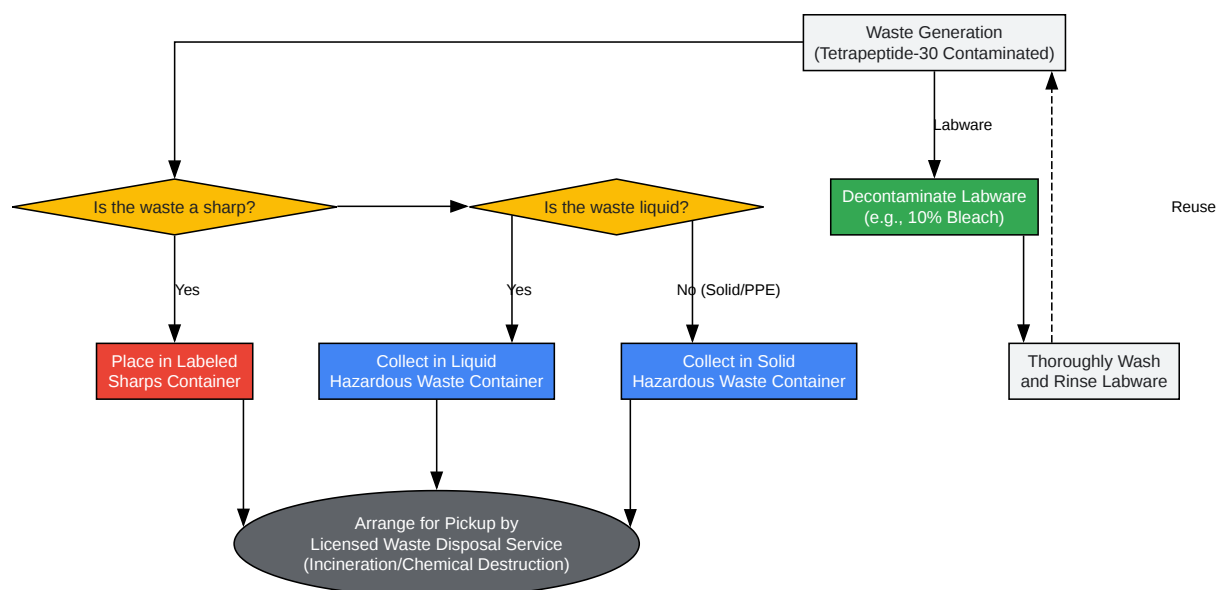 Waste Generation
(Tetrapeptide-30 Contaminated)
Labware
Is the waste a sharp?
Is the waste liquid?
Decontaminate Labware
(e.g., 10% Bleach)
Reuse
Yes
Yes
No (Solid/PPE)
Place in Labeled
Sharps Container
Collect in Liquid
Hazardous Waste Container
Collect in Solid
Hazardous Waste Container
Thoroughly Wash
and Rinse Labware
Arrange for Pickup by
Licensed Waste Disposal Service
(Incineration/Chemical Destruction)